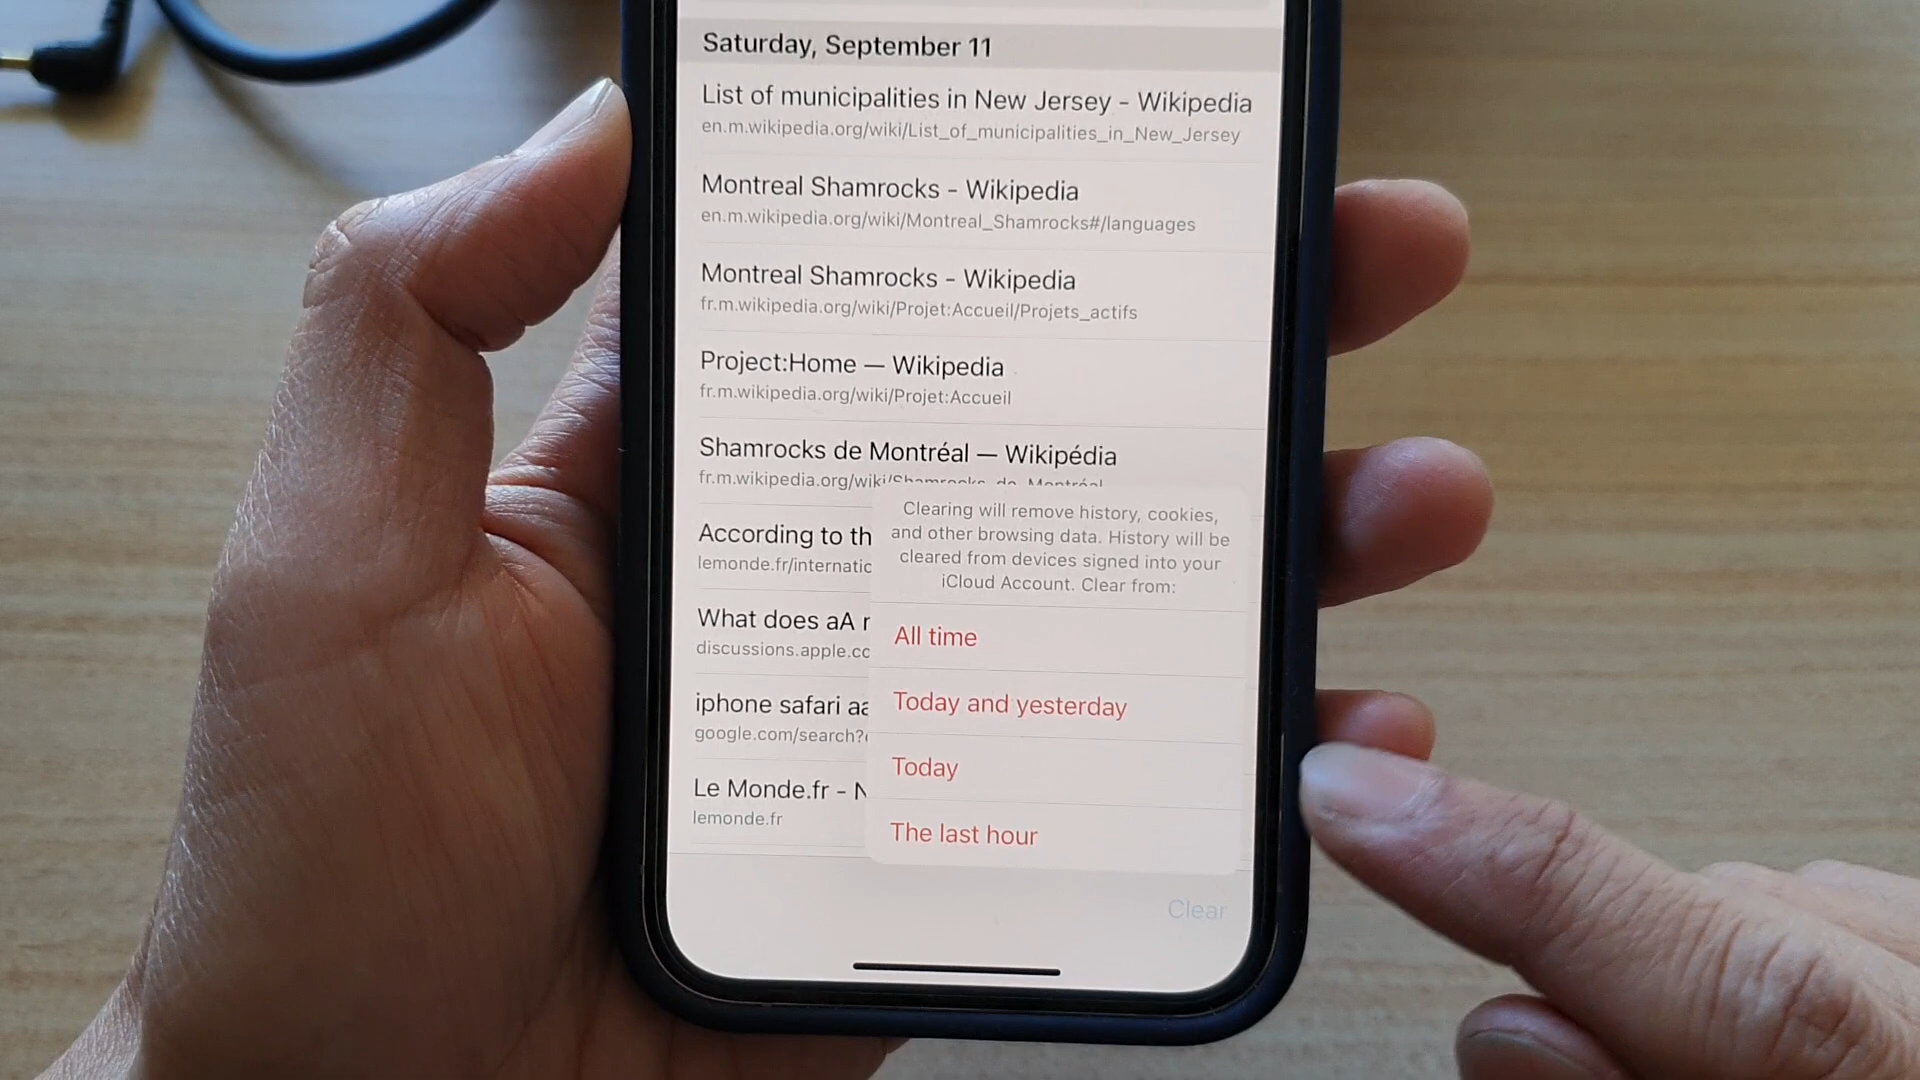 Saturday, September 11
List of municipalities in New Jersey - Wikipedia
en.m.wikipedia.org/wiki/List_of_municipalities_in_New_Jersey
Montreal Shamrocks - Wikipedia
en.m.wikipedia.org/wiki/Montreal_Shamrocks#/languages
Montreal Shamrocks - Wikipedia
fr.m.wikipedia.org/wiki/Projet:Accueil/Projets_actifs
Project:Home — Wikipedia
fr.m.wikipedia.org/wiki/Projet:Accueil
Shamrocks de Montréal — Wikipédia
fr.m.wikipedia.org/wiki/Shamrocks_de_Montréal
According to th
lemonde.fr/internatic
What does aA r
discussions.apple.cc
iphone safari aa
google.com/search?
Le Monde.fr - N
lemonde.fr
Clearing will remove history, cookies,
and other browsing data. History will be
cleared from devices signed into your
iCloud Account. Clear from:
All time
Today and yesterday
Today
The last hour
Clear